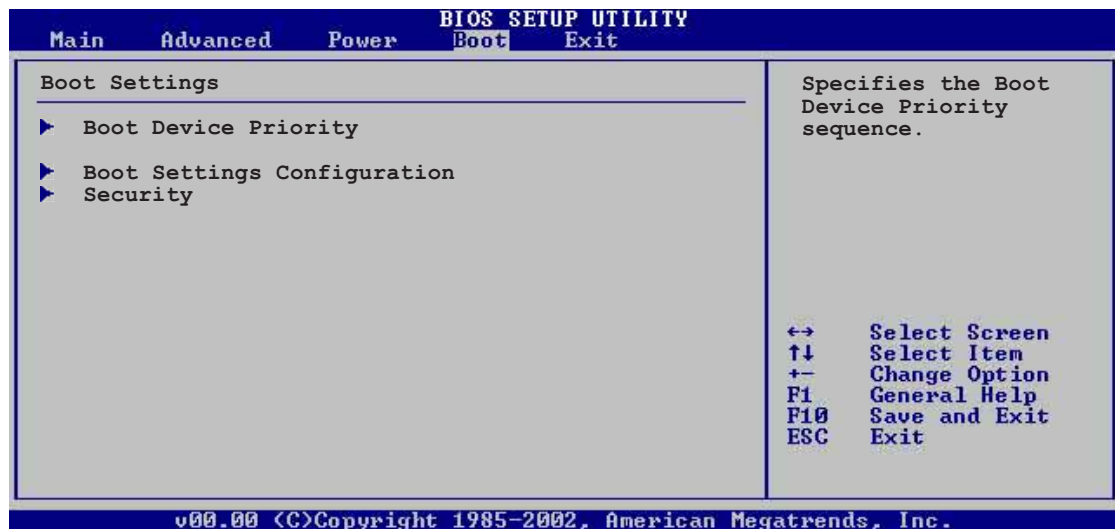 BIOS SETUP UTILITY
Main Advanced Power Boot Exit
Boot Settings
Boot Device Priority
Boot Settings Configuration
Security
Specifies the Boot
Device Priority
sequence.
←→ Select Screen
↑↓ Select Item
+- Change Option
F1 General Help
F10 Save and Exit
ESC Exit
v00.00 (C)Copyright 1985-2002, American Megatrends, Inc.